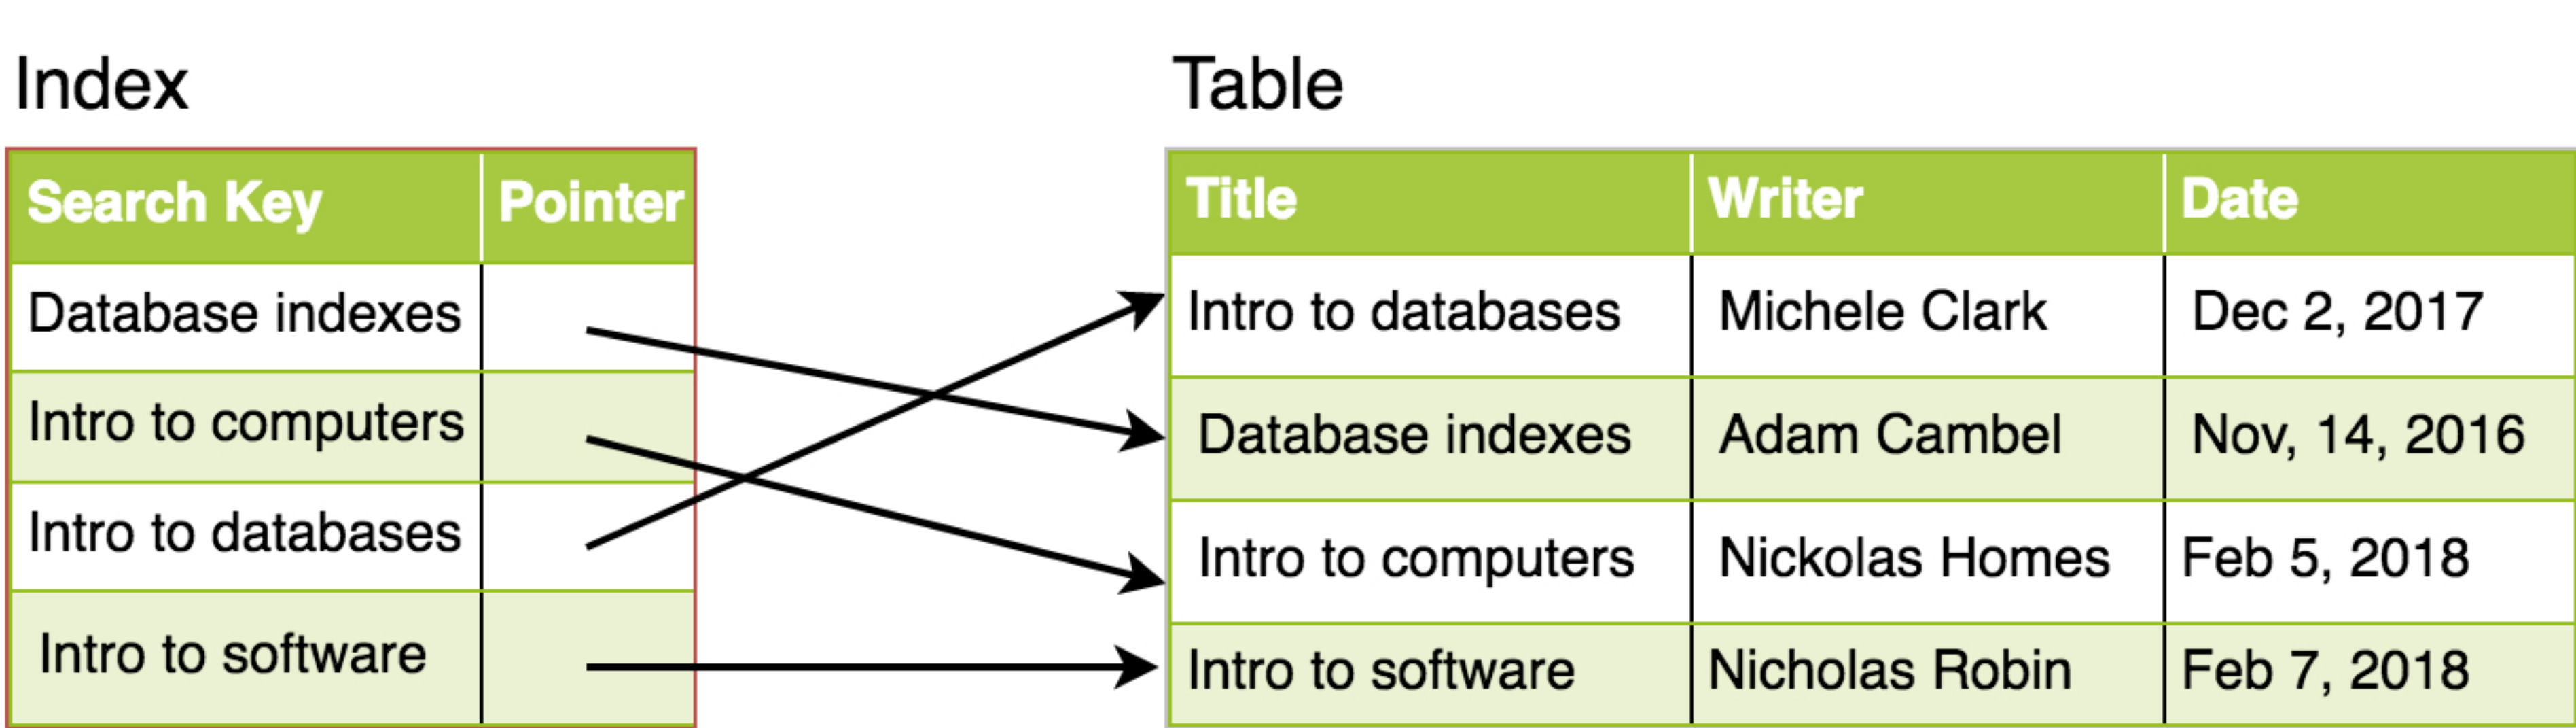 Index
Search Key Pointer
Database indexes
Intro to computers
Intro to databases
Intro to software
Table
Title Writer Date
Intro to databases Michele Clark Dec 2, 2017
Database indexes Adam Cambel Nov, 14, 2016
Intro to computers Nickolas Homes Feb 5, 2018
Intro to software Nicholas Robin Feb 7, 2018